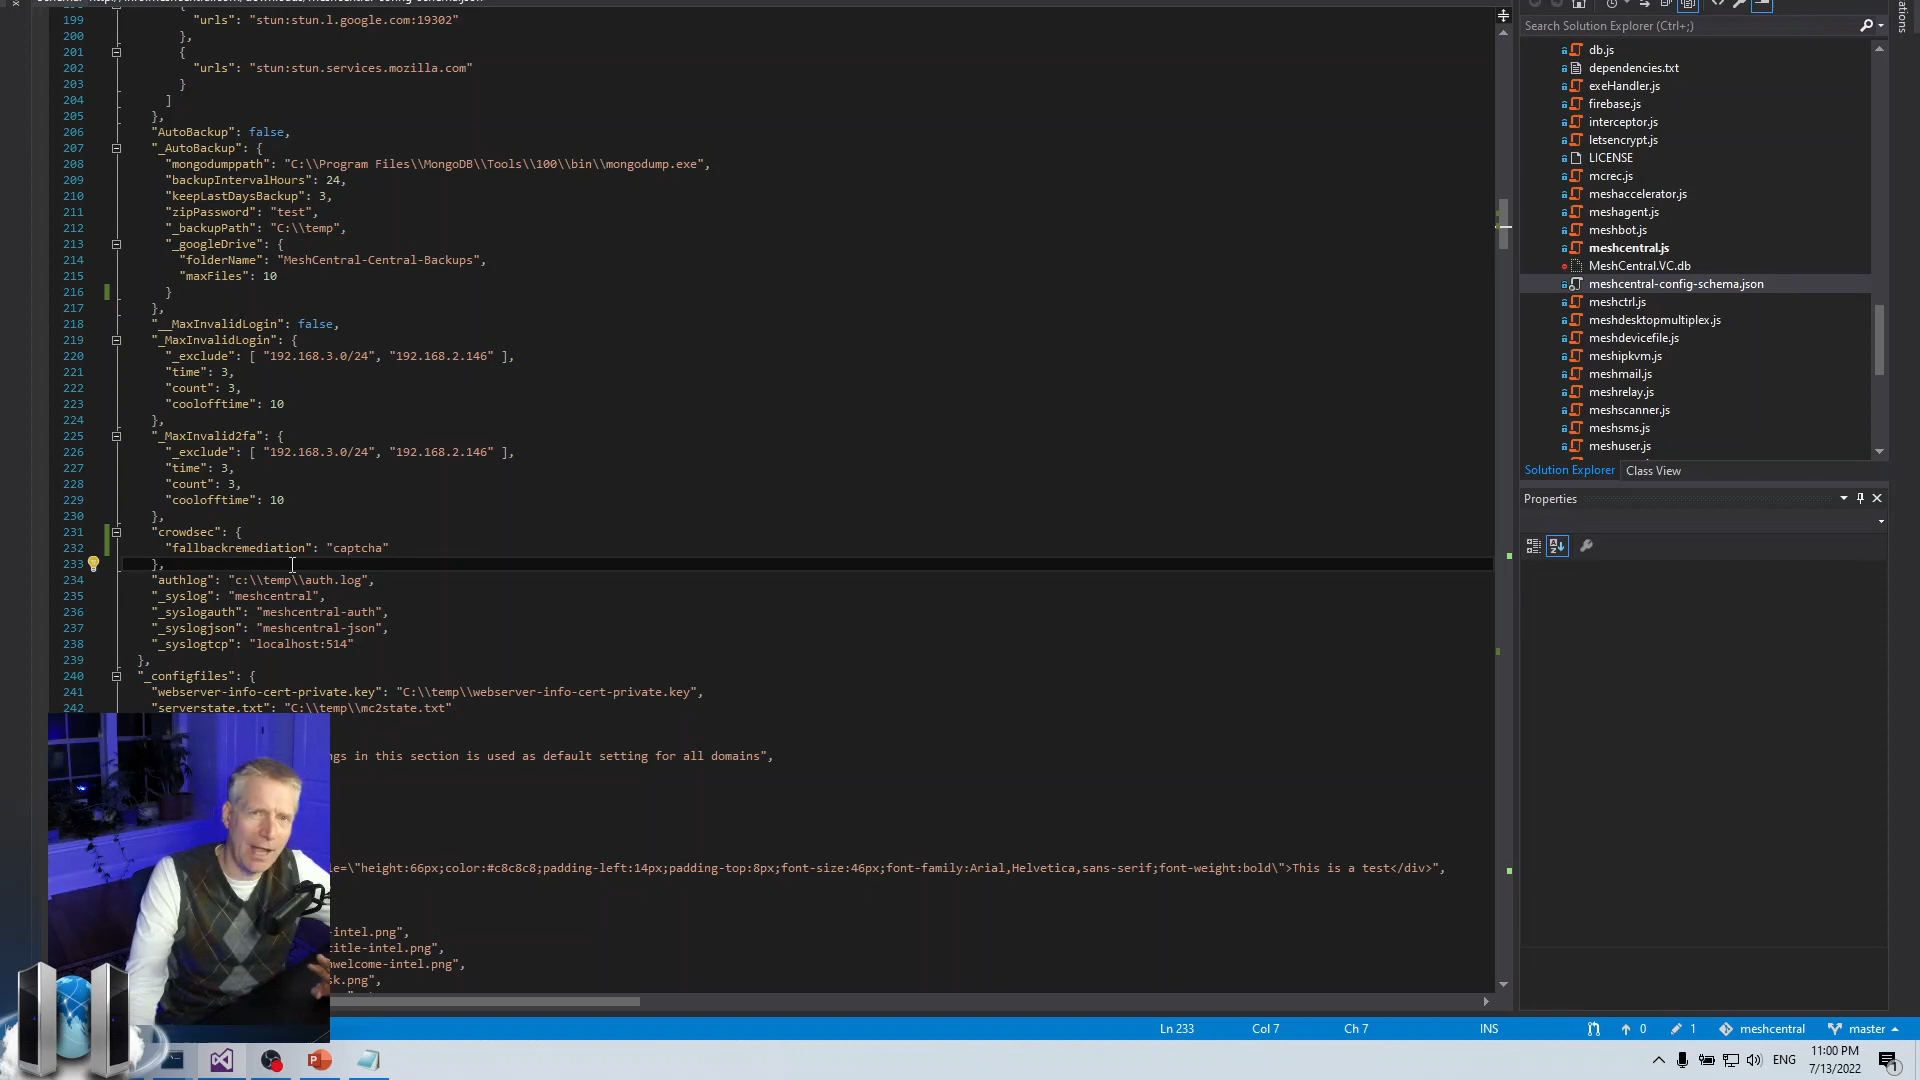 199 "urls": "stun:stun.l.google.com:19302"
200 },
201 {
202 "urls": "stun:stun.services.mozilla.com"
203 }
204 ]
205 },
206 "AutoBackup": false,
207 "_AutoBackup": {
208 "mongodumppath": "C:\\Program Files\\MongoDB\\Tools\\100\\bin\\mongodump.exe",
209 "backupIntervalHours": 24,
210 "keepLastDaysBackup": 3,
211 "zipPassword": "test",
212 "_backupPath": "C:\\temp",
213 "_googleDrive": {
214 "folderName": "MeshCentral-Central-Backups",
215 "maxFiles": 10
216 }
217 },
218 "__MaxInvalidLogin": false,
219 "_MaxInvalidLogin": {
220 "_exclude": [ "192.168.3.0/24", "192.168.2.146" ],
221 "time": 3,
222 "count": 3,
223 "coolofftime": 10
224 },
225 "_MaxInvalid2fa": {
226 "_exclude": [ "192.168.3.0/24", "192.168.2.146" ],
227 "time": 3,
228 "count": 3,
229 "coolofftime": 10
230 },
231 "crowdsec": {
232 "fallbackremediation": "captcha"
233 },
234 "authlog": "c:\\temp\\auth.log",
235 "_syslog": "meshcentral",
236 "_syslogauth": "meshcentral-auth",
237 "_syslogjson": "meshcentral-json",
238 "_syslogtcp": "localhost:514"
239 },
240 "_configfiles": {
241 "webserver-info-cert-private.key": "C:\\temp\\webserver-info-cert-private.key",
242 "serverstate.txt": "C:\\temp\\mc2state.txt"
ngs in this section is used as default setting for all domains",
le=\"height:66px;color:#c8c8c8;padding-left:14px;padding-top:8px;font-size:46px;font-family:Arial,Helvetica,sans-serif;font-weight:bold\">This is a test</div>",
-intel.png",
title-intel.png",
welcome-intel.png",
sk.png",
Search Solution Explorer (Ctrl+;)
db.js
dependencies.txt
exeHandler.js
firebase.js
interceptor.js
letsencrypt.js
LICENSE
mcrec.js
meshaccelerator.js
meshagent.js
meshbot.js
meshcentral.js
MeshCentral.VC.db
meshcentral-config-schema.json
meshctrl.js
meshdesktopmultiplex.js
meshdevicefile.js
meshipkvm.js
meshmail.js
meshrelay.js
meshscanner.js
meshsms.js
meshuser.js
Solution Explorer Class View
Properties
Ln 233 Col 7 Ch 7 INS 0 1 meshcentral master
ENG 11:00 PM
7/13/2022 1